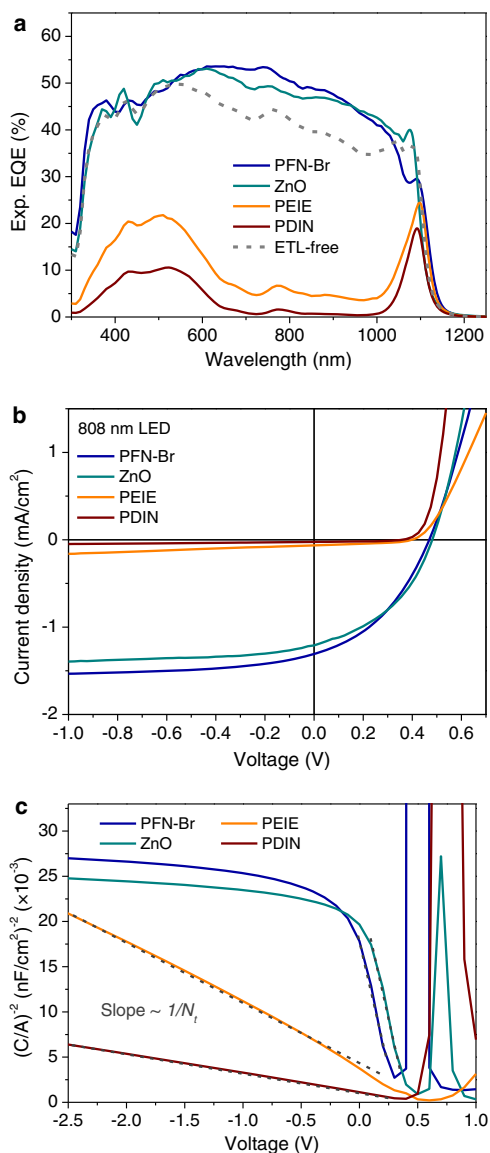 a
60
50
40
30
20
10
0
Exp. EQE (%)
PFN-Br
ZnO
PEIE
PDIN
ETL-free
400 600 800 1000 1200
Wavelength (nm)
b
808 nm LED
PFN-Br
ZnO
PEIE
PDIN
1
0
-1
-2
Current density (mA/cm²)
-1.0 -0.8 -0.6 -0.4 -0.2 0.0 0.2 0.4 0.6
Voltage (V)
c
PFN-Br PEIE
ZnO PDIN
30
25
20
15
10
5
0
(C/A)⁻² (nF/cm²)⁻² (×10⁻³)
Slope ~ 1/Nₜ
-2.5 -2.0 -1.5 -1.0 -0.5 0.0 0.5 1.0
Voltage (V)